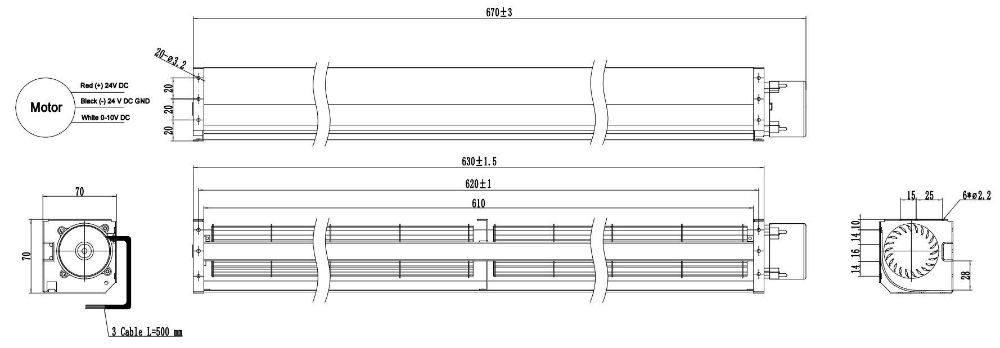 670±3
20-ø3.2
20
20
20
Motor
Red (+) 24V DC
Black (-) 24 V DC GND
White 0-10V DC
630±1.5
620±1
610
70
70
3 Cable L=500 mm
15
25
6*ø2.2
10
14
16
14
28